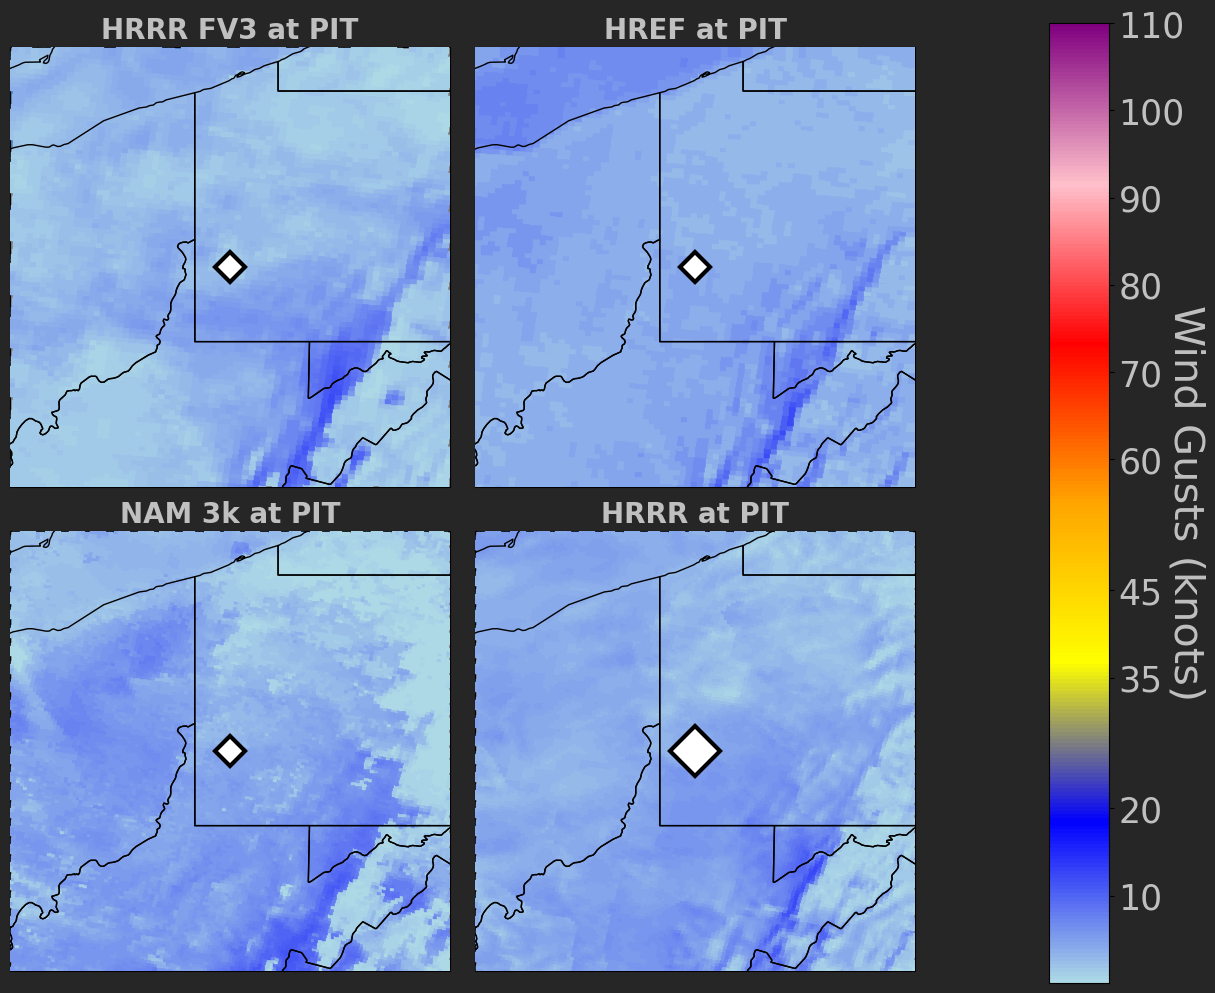 HRRR FV3 at PIT
HREF at PIT
NAM 3k at PIT
HRRR at PIT
110
100
90
80
70
60
45
35
20
10
Wind Gusts (knots)